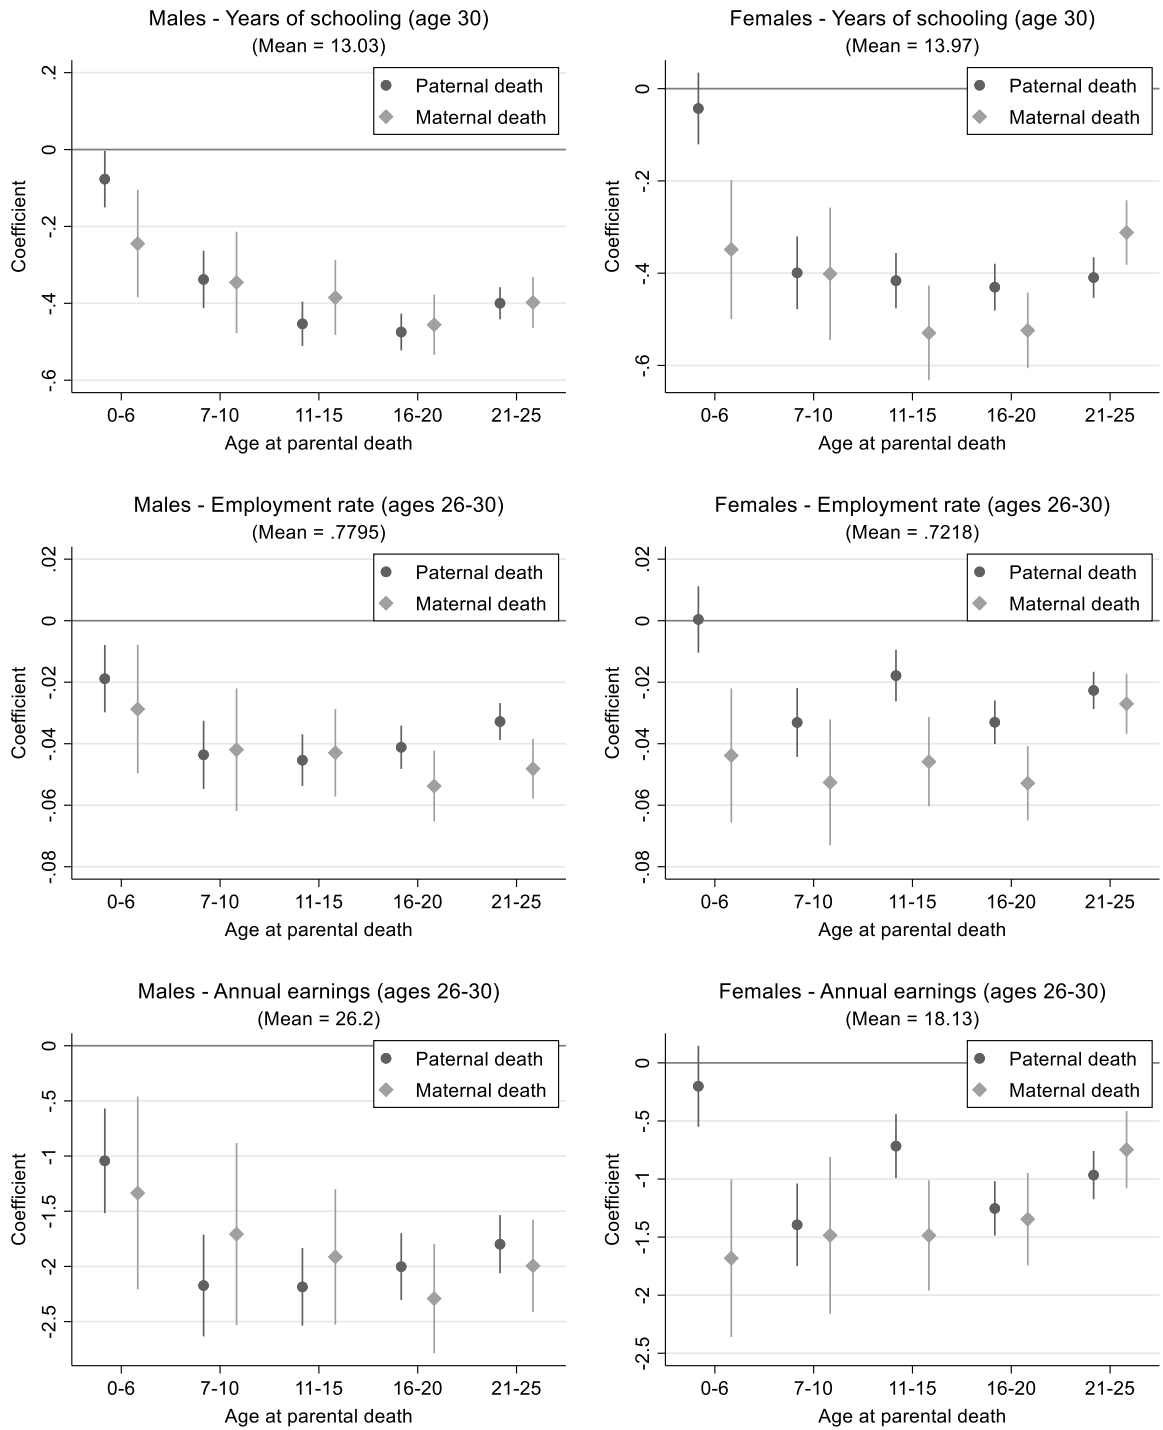 Males - Years of schooling (age 30)
(Mean = 13.03)
Paternal death
Maternal death
Coefficient
.2
0
-.2
-.4
-.6
0-6 7-10 11-15 16-20 21-25
Age at parental death
Females - Years of schooling (age 30)
(Mean = 13.97)
Paternal death
Maternal death
Coefficient
0
-.2
-.4
-.6
0-6 7-10 11-15 16-20 21-25
Age at parental death
Males - Employment rate (ages 26-30)
(Mean = .7795)
Paternal death
Maternal death
Coefficient
.02
0
-.02
-.04
-.06
-.08
0-6 7-10 11-15 16-20 21-25
Age at parental death
Females - Employment rate (ages 26-30)
(Mean = .7218)
Paternal death
Maternal death
Coefficient
.02
0
-.02
-.04
-.06
-.08
0-6 7-10 11-15 16-20 21-25
Age at parental death
Males - Annual earnings (ages 26-30)
(Mean = 26.2)
Paternal death
Maternal death
Coefficient
0
-.5
-1
-1.5
-2
-2.5
0-6 7-10 11-15 16-20 21-25
Age at parental death
Females - Annual earnings (ages 26-30)
(Mean = 18.13)
Paternal death
Maternal death
Coefficient
0
-.5
-1
-1.5
-2
-2.5
0-6 7-10 11-15 16-20 21-25
Age at parental death